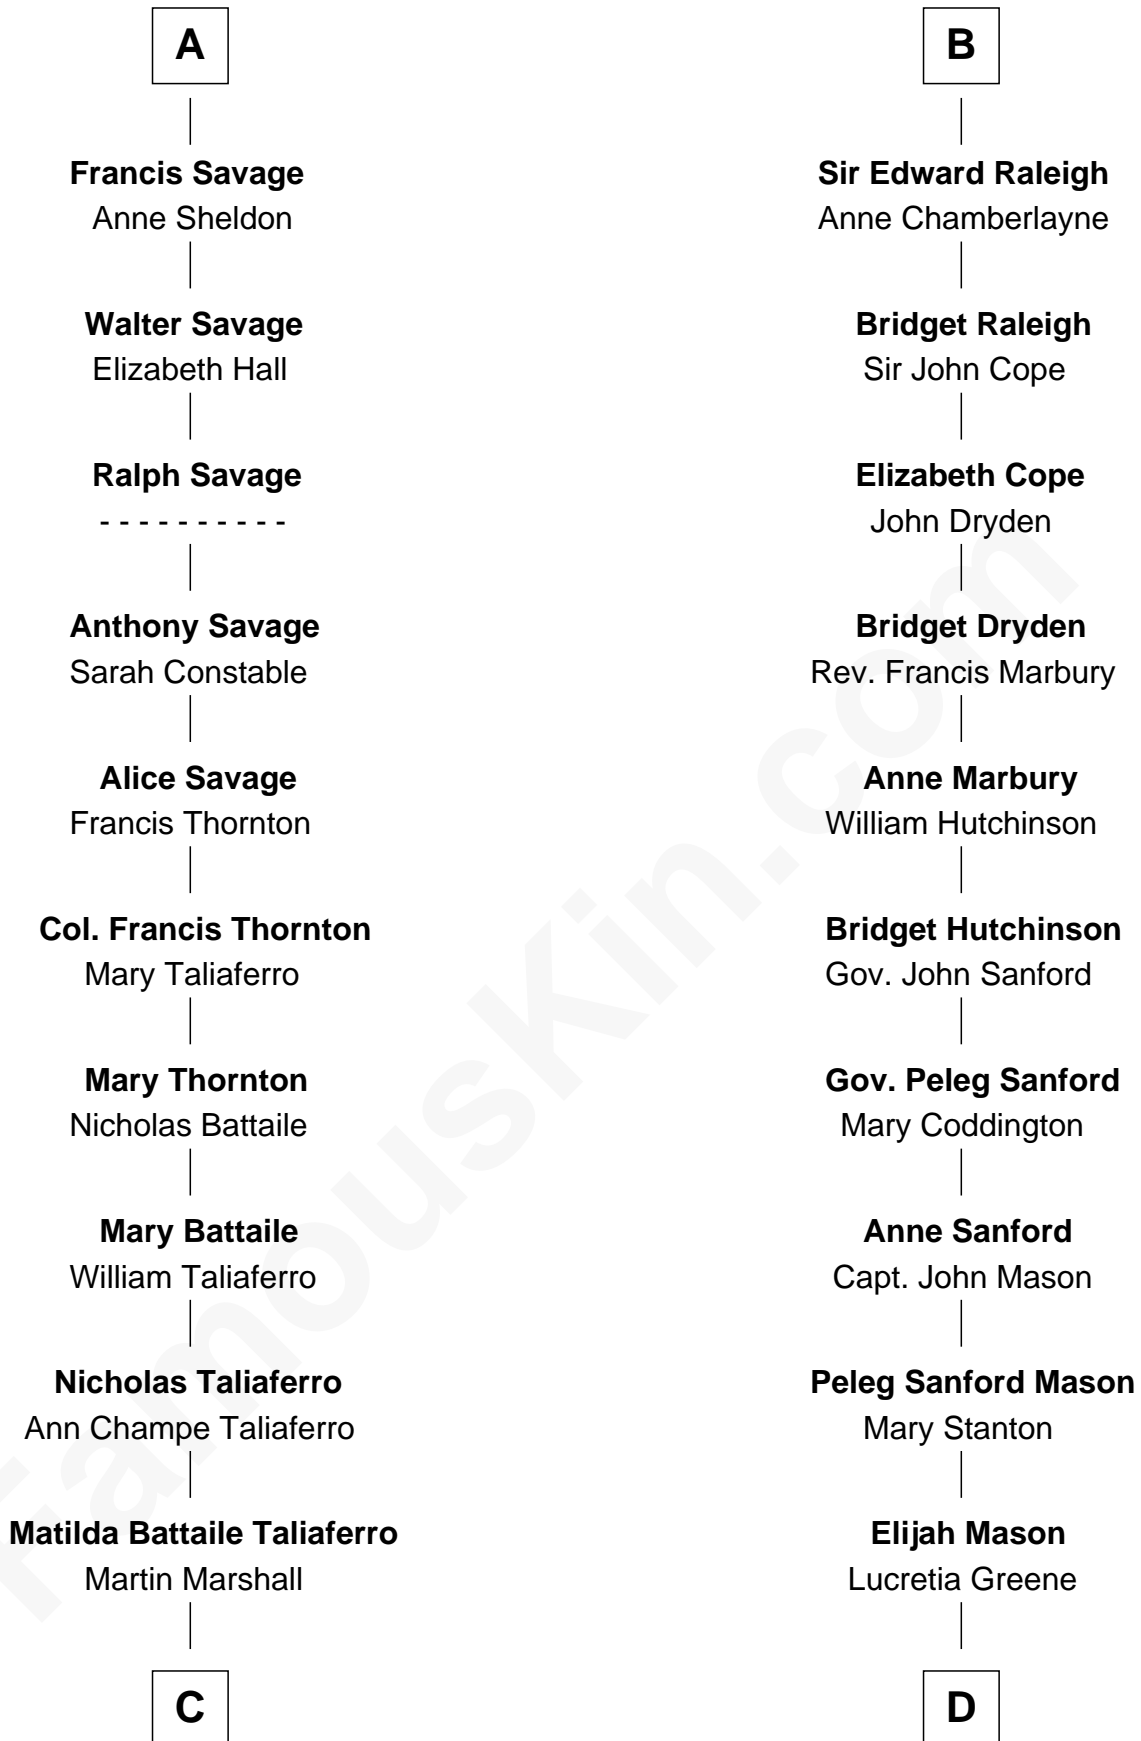 A
Francis Savage
Anne Sheldon
Walter Savage
Elizabeth Hall
Ralph Savage
- - - - - - - - - -
Anthony Savage
Sarah Constable
Alice Savage
Francis Thornton
Col. Francis Thornton
Mary Taliaferro
Mary Thornton
Nicholas Battaile
Mary Battaile
William Taliaferro
Nicholas Taliaferro
Ann Champe Taliaferro
Matilda Battaile Taliaferro
Martin Marshall
C
B
Sir Edward Raleigh
Anne Chamberlayne
Bridget Raleigh
Sir John Cope
Elizabeth Cope
John Dryden
Bridget Dryden
Rev. Francis Marbury
Anne Marbury
William Hutchinson
Bridget Hutchinson
Gov. John Sanford
Gov. Peleg Sanford
Mary Coddington
Anne Sanford
Capt. John Mason
Peleg Sanford Mason
Mary Stanton
Elijah Mason
Lucretia Greene
D
FamousKin.com